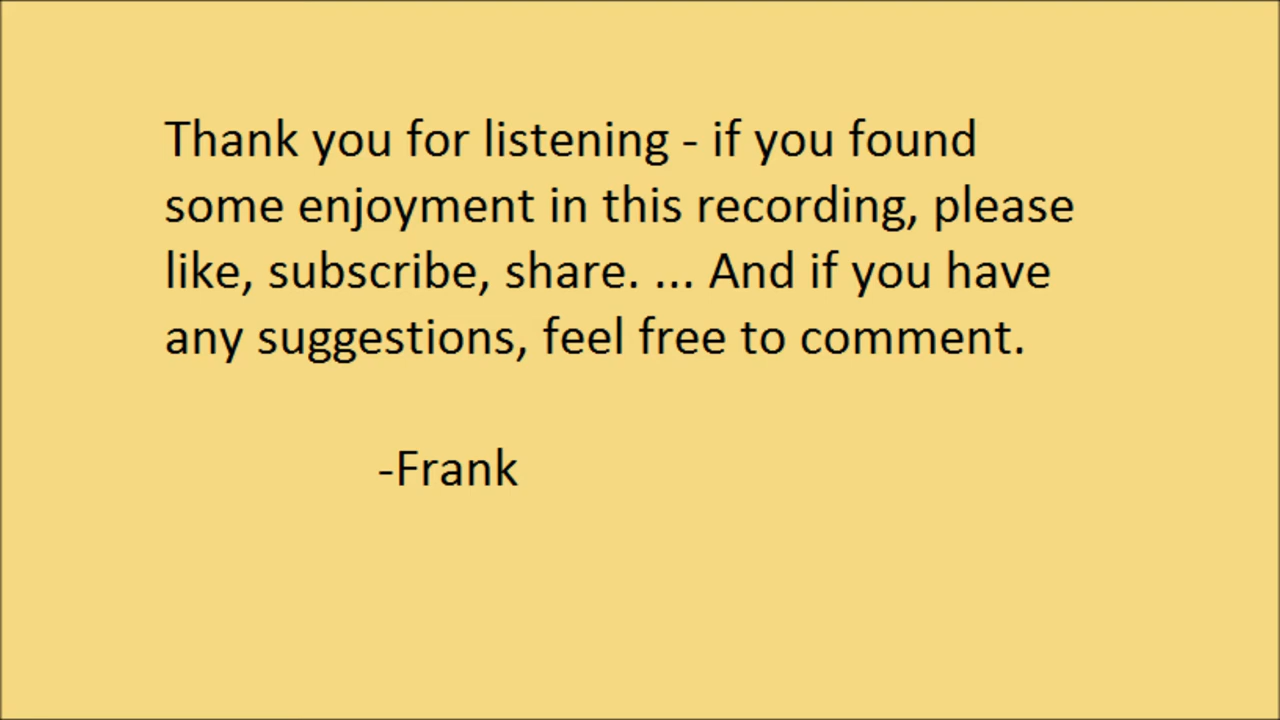 Thank you for listening - if you found
some enjoyment in this recording, please
like, subscribe, share. ... And if you have
any suggestions, feel free to comment.
-Frank